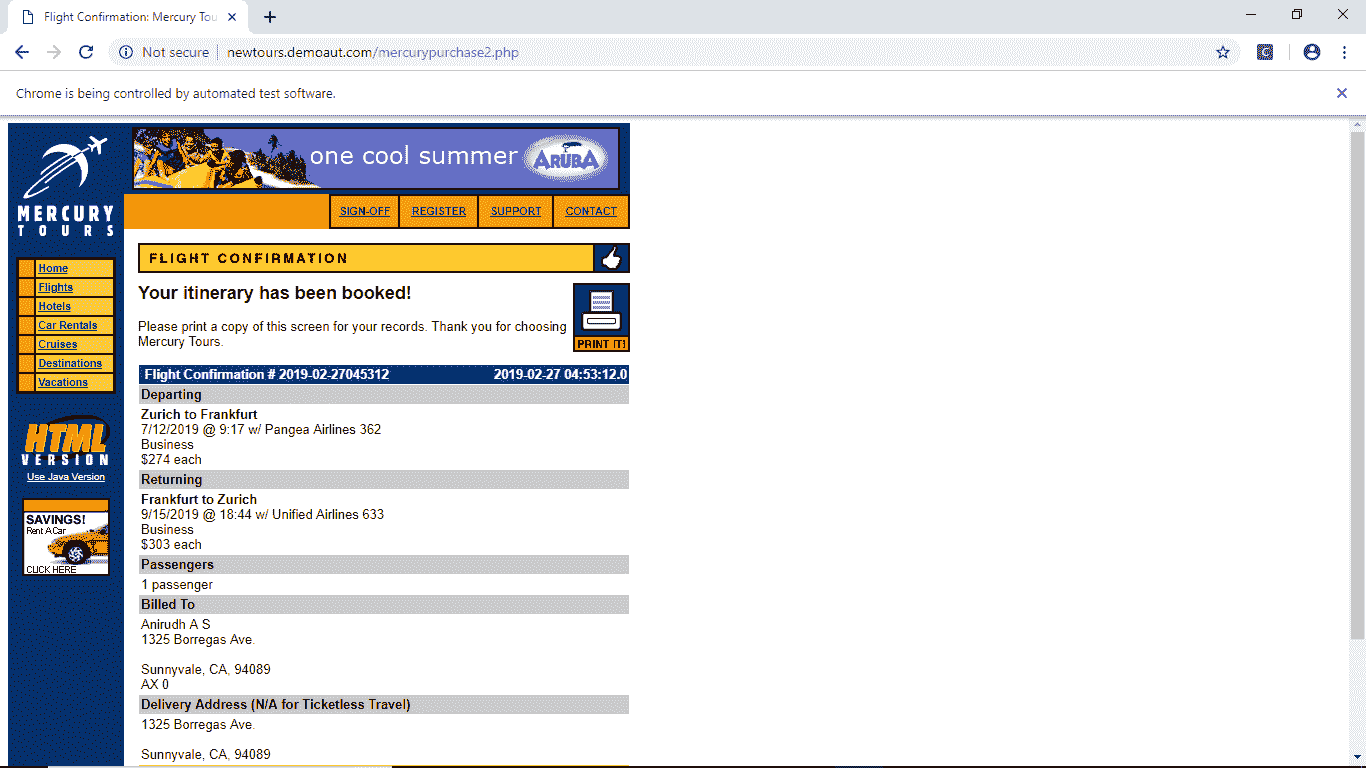 Flight Confirmation: Mercury Tou
Not secure
newtours.demoaut.com/mercurypurchase2.php
Chrome is being controlled by automated test software.
MERCURY
TOURS
one cool summer
ARUBA
SIGN-OFF
REGISTER
SUPPORT
CONTACT
Home
Flights
Hotels
Car Rentals
Cruises
Destinations
Vacations
HTML
VERSION
Use Java Version
SAVINGS!
Rent A Car
CLICK HERE
FLIGHT CONFIRMATION
Your itinerary has been booked!
PRINT IT!
Please print a copy of this screen for your records. Thank you for choosing
Mercury Tours.
Flight Confirmation # 2019-02-27045312 2019-02-27 04:53:12.0
Departing
Zurich to Frankfurt
7/12/2019 @ 9:17 w/ Pangea Airlines 362
Business
$274 each
Returning
Frankfurt to Zurich
9/15/2019 @ 18:44 w/ Unified Airlines 633
Business
$303 each
Passengers
1 passenger
Billed To
Anirudh A S
1325 Borregas Ave.
Sunnyvale, CA, 94089
AX 0
Delivery Address (N/A for Ticketless Travel)
1325 Borregas Ave.
Sunnyvale, CA, 94089